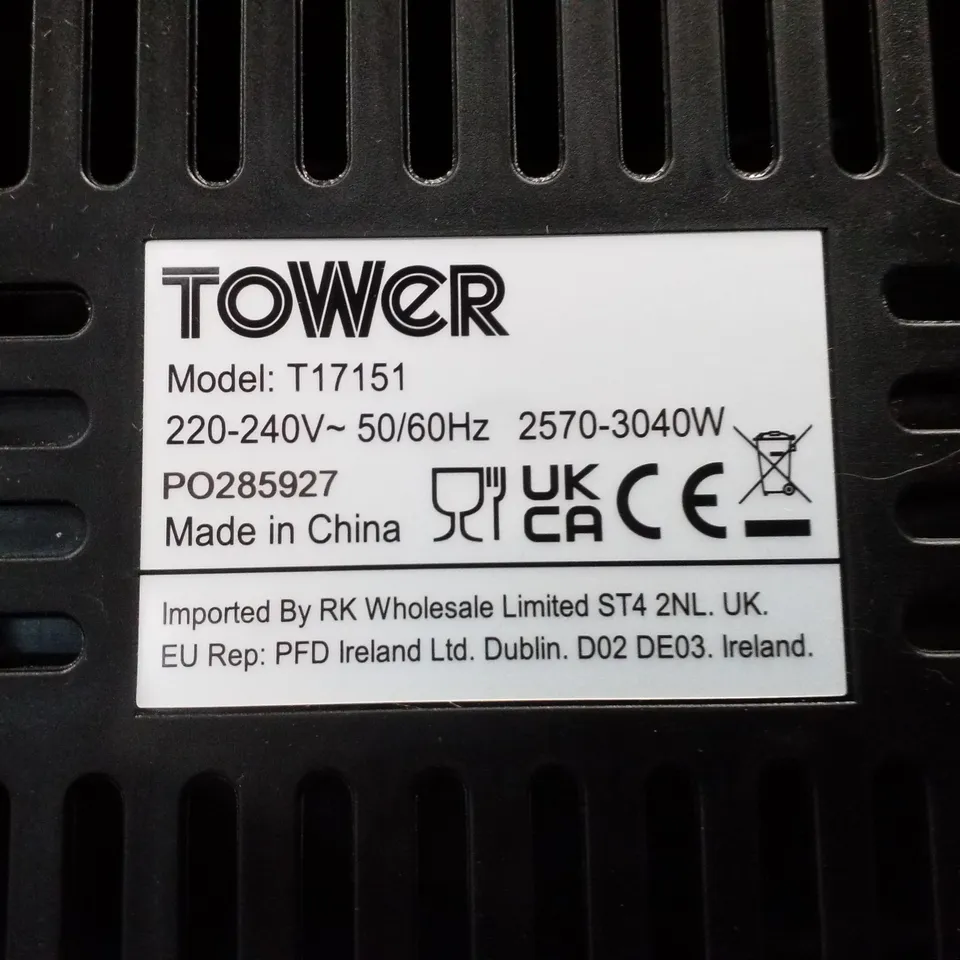 TOWER
Model: T17151
220-240V~ 50/60Hz 2570-3040W
PO285927
Made in China
UK
CA
CE
Imported By RK Wholesale Limited ST4 2NL. UK.
EU Rep: PFD Ireland Ltd. Dublin. D02 DE03. Ireland.